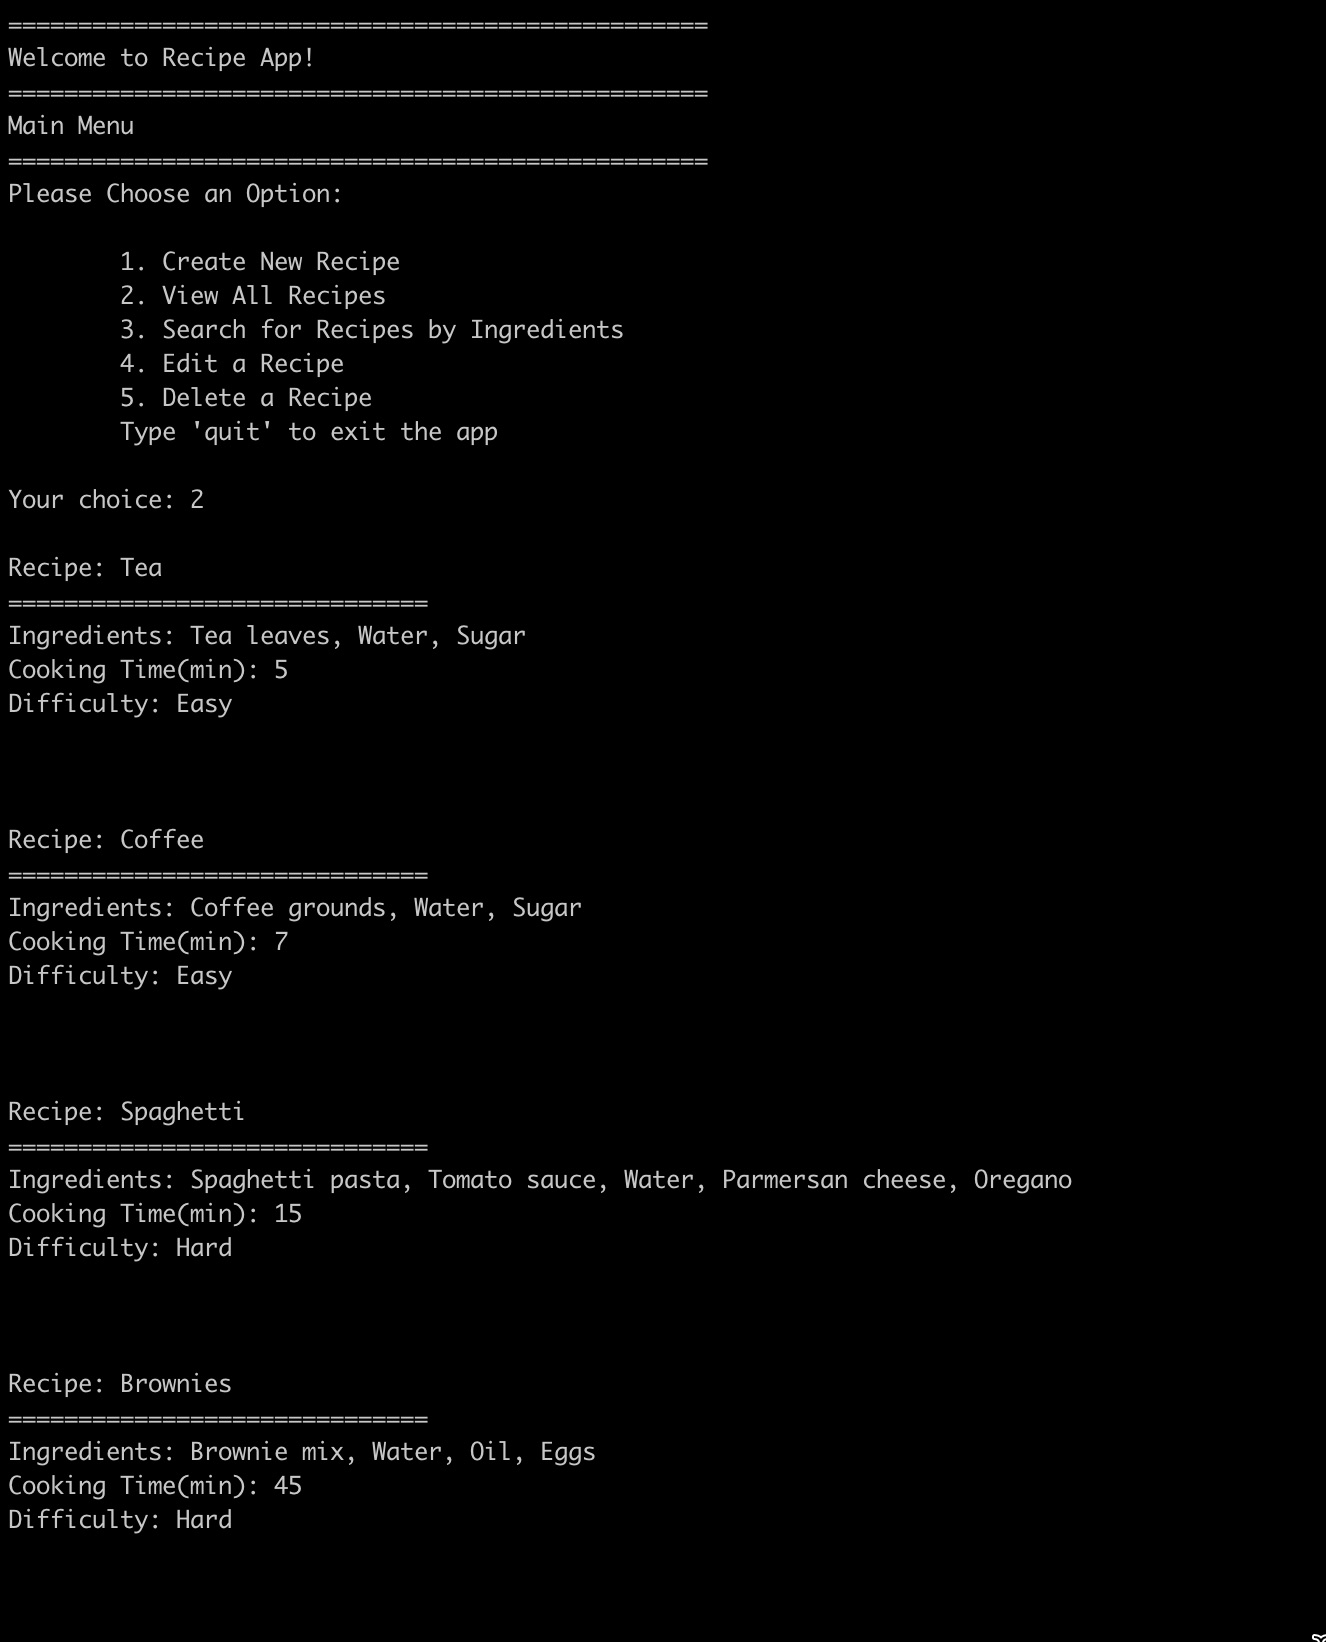 ==================================================
Welcome to Recipe App!
==================================================
Main Menu
==================================================
Please Choose an Option:
1. Create New Recipe
2. View All Recipes
3. Search for Recipes by Ingredients
4. Edit a Recipe
5. Delete a Recipe
Type 'quit' to exit the app
Your choice: 2
Recipe: Tea
==============================
Ingredients: Tea leaves, Water, Sugar
Cooking Time(min): 5
Difficulty: Easy
Recipe: Coffee
==============================
Ingredients: Coffee grounds, Water, Sugar
Cooking Time(min): 7
Difficulty: Easy
Recipe: Spaghetti
==============================
Ingredients: Spaghetti pasta, Tomato sauce, Water, Parmersan cheese, Oregano
Cooking Time(min): 15
Difficulty: Hard
Recipe: Brownies
==============================
Ingredients: Brownie mix, Water, Oil, Eggs
Cooking Time(min): 45
Difficulty: Hard